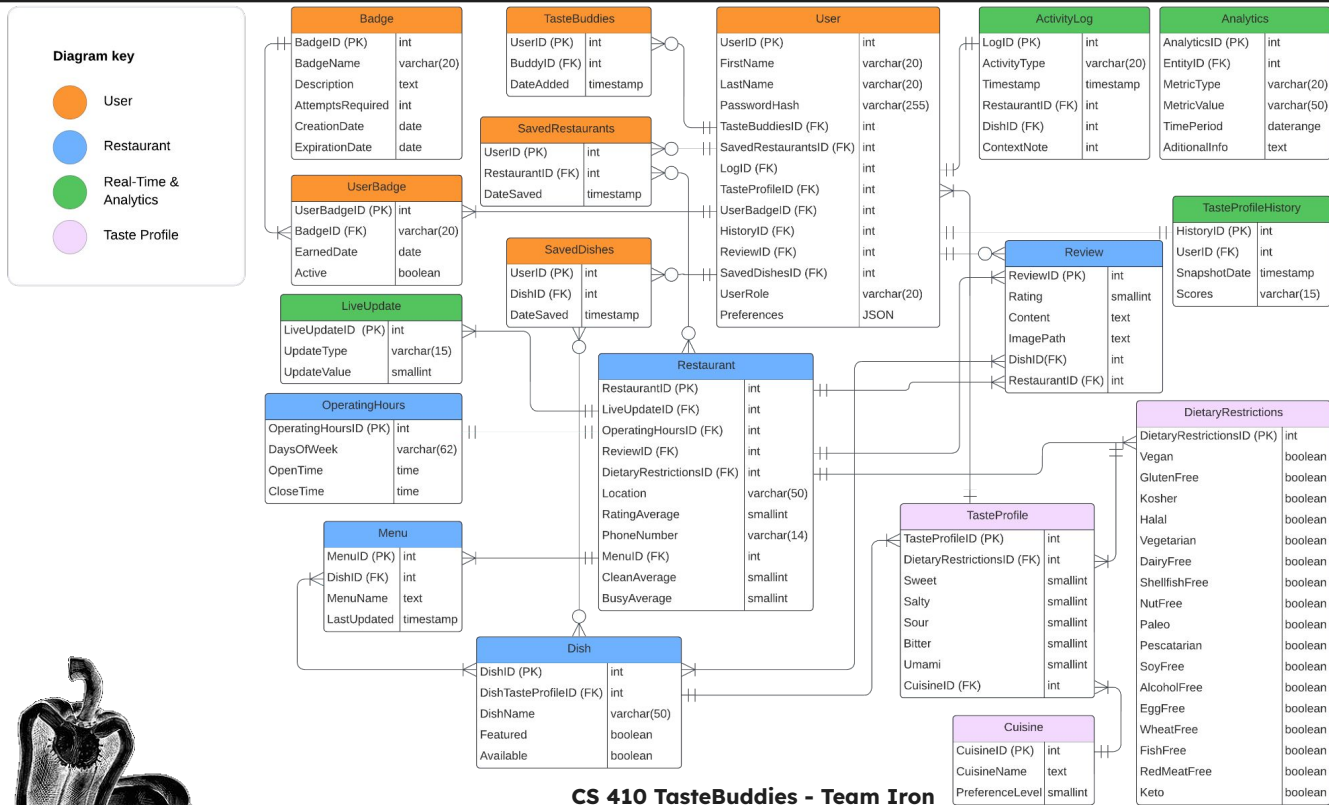 Diagram key
User
Restaurant
Real-Time &
Analytics
Taste Profile
Badge
BadgeID (PK) int
BadgeName varchar(20)
Description text
AttemptsRequired int
CreationDate date
ExpirationDate date
TasteBuddies
UserID (PK) int
BuddyID (FK) int
DateAdded timestamp
User
UserID (PK) int
FirstName varchar(20)
LastName varchar(20)
PasswordHash varchar(255)
TasteBuddiesID (FK) int
SavedRestaurantsID (FK) int
LogID (FK) int
TasteProfileID (FK) int
UserBadgeID (FK) int
HistoryID (FK) int
ReviewID (FK) int
SavedDishesID (FK) int
UserRole varchar(20)
Preferences JSON
ActivityLog
LogID (PK) int
ActivityType varchar(20)
Timestamp timestamp
RestaurantID (FK) int
DishID (FK) int
ContextNote int
Analytics
AnalyticsID (PK) int
EntityID (FK) int
MetricType varchar(20)
MetricValue varchar(50)
TimePeriod daterange
AditionalInfo text
SavedRestaurants
UserID (PK) int
RestaurantID (FK) int
DateSaved timestamp
UserBadge
UserBadgeID (PK) int
BadgeID (FK) varchar(20)
EarnedDate date
Active boolean
SavedDishes
UserID (PK) int
DishID (FK) int
DateSaved timestamp
TasteProfileHistory
HistoryID (PK) int
UserID (FK) int
SnapshotDate timestamp
Scores varchar(15)
Review
ReviewID (PK) int
Rating smallint
Content text
ImagePath text
DishID(FK) int
RestaurantID (FK) int
LiveUpdate
LiveUpdateID (PK) int
UpdateType varchar(15)
UpdateValue smallint
Restaurant
RestaurantID (PK) int
LiveUpdateID (FK) int
OperatingHoursID (FK) int
ReviewID (FK) int
DietaryRestrictionsID (FK) int
Location varchar(50)
RatingAverage smallint
PhoneNumber varchar(14)
MenuID (FK) int
CleanAverage smallint
BusyAverage smallint
OperatingHours
OperatingHoursID (PK) int
DaysOfWeek varchar(62)
OpenTime time
CloseTime time
DietaryRestrictions
DietaryRestrictionsID (PK) int
Vegan boolean
GlutenFree boolean
Kosher boolean
Halal boolean
Vegetarian boolean
DairyFree boolean
ShellfishFree boolean
NutFree boolean
Paleo boolean
Pescatarian boolean
SoyFree boolean
AlcoholFree boolean
EggFree boolean
WheatFree boolean
FishFree boolean
RedMeatFree boolean
Keto boolean
TasteProfile
TasteProfileID (PK) int
DietaryRestrictionsID (FK) int
Sweet smallint
Salty smallint
Sour smallint
Bitter smallint
Umami smallint
CuisineID (FK) int
Menu
MenuID (PK) int
DishID (FK) int
MenuName text
LastUpdated timestamp
Dish
DishID (PK) int
DishTasteProfileID (FK) int
DishName varchar(50)
Featured boolean
Available boolean
Cuisine
CuisineID (PK) int
CuisineName text
PreferenceLevel smallint
CS 410 TasteBuddies - Team Iron